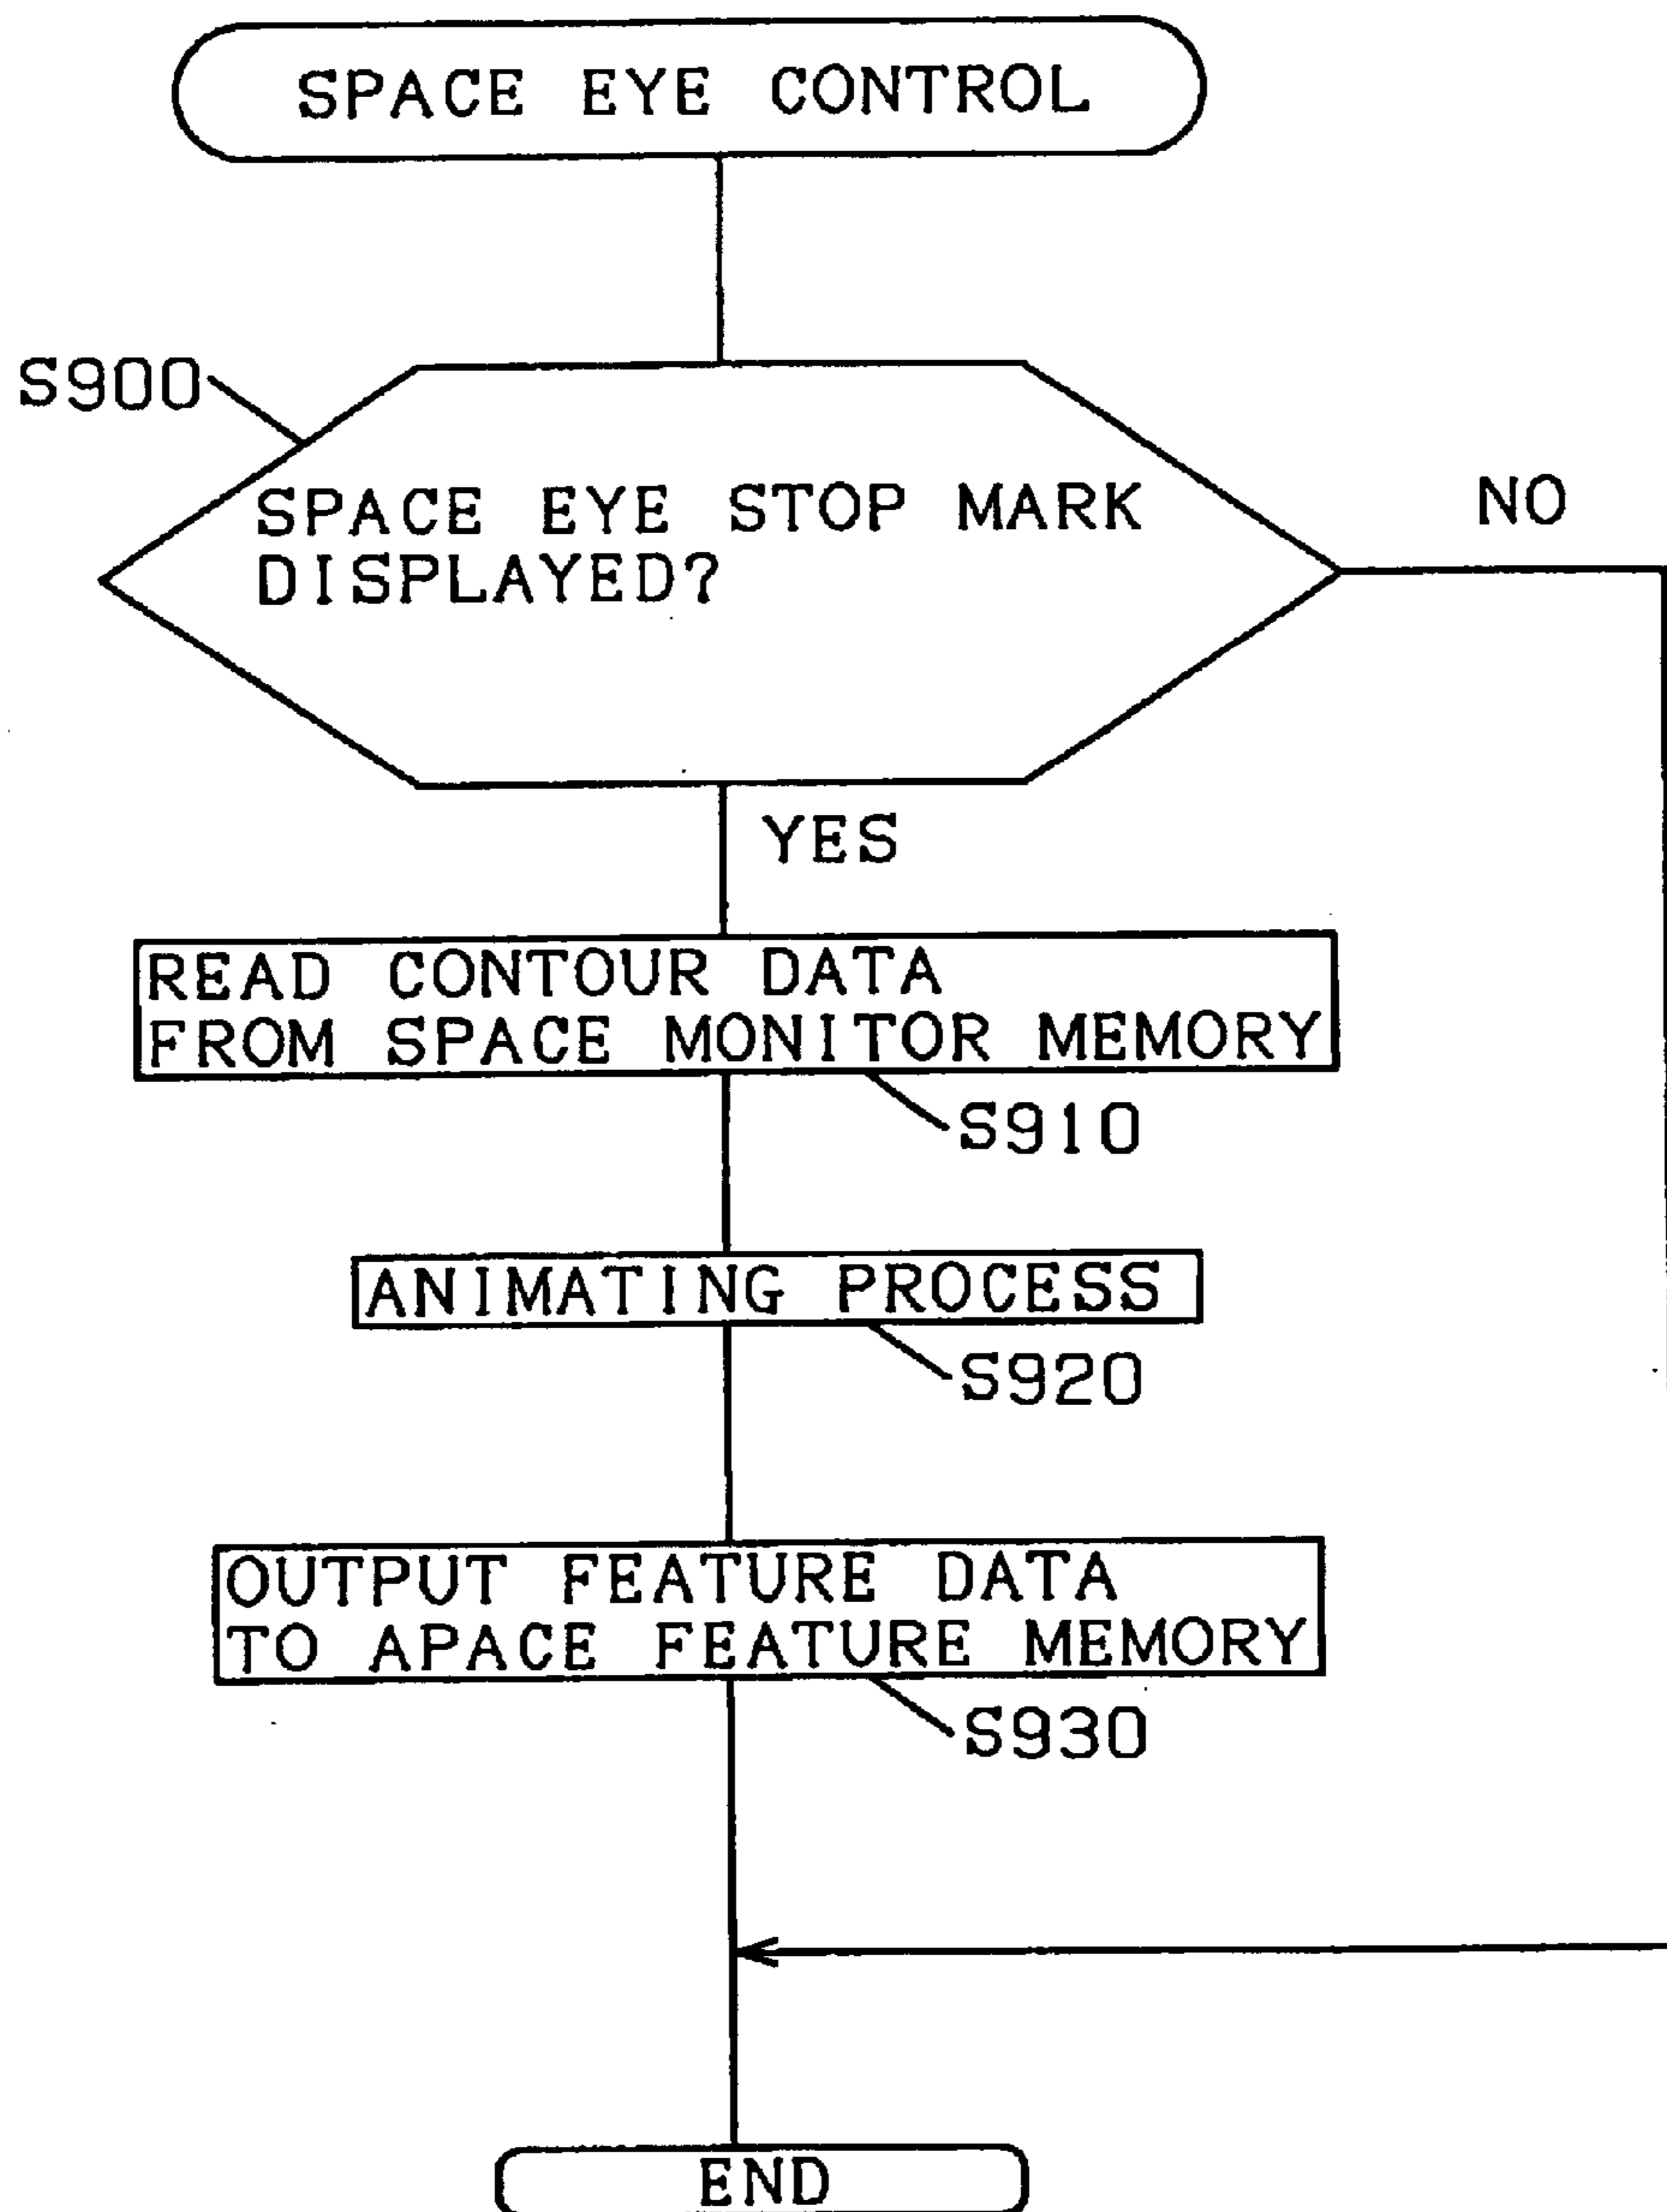 SPACE EYE CONTROL
S900
SPACE EYE STOP MARK
DISPLAYED?
NO
YES
READ CONTOUR DATA
FROM SPACE MONITOR MEMORY
S910
ANIMATING PROCESS
S920
OUTPUT FEATURE DATA
TO APACE FEATURE MEMORY
S930
END